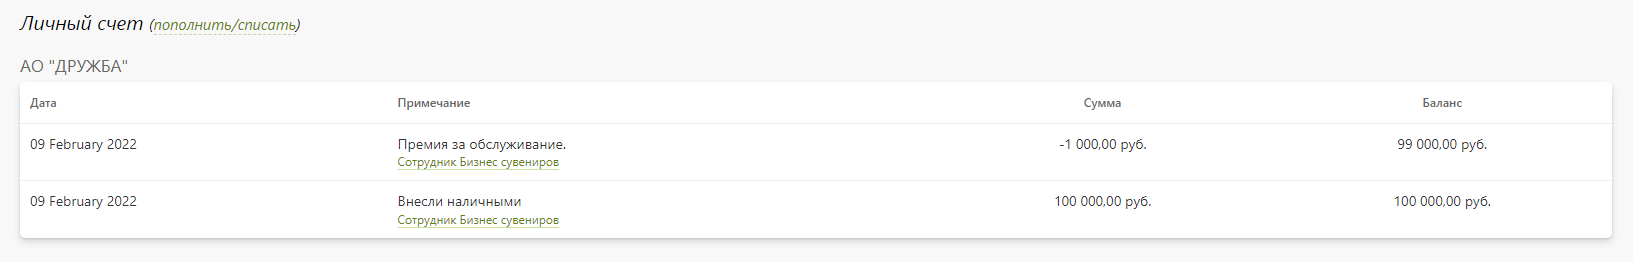 Личный счет (пополнить/списать)
АО "ДРУЖБА"
Дата Примечание Сумма Баланс
09 February 2022 Премия за обслуживание. -1 000,00 руб. 99 000,00 руб.
Сотрудник Бизнес сувениров
09 February 2022 Внесли наличными 100 000,00 руб. 100 000,00 руб.
Сотрудник Бизнес сувениров